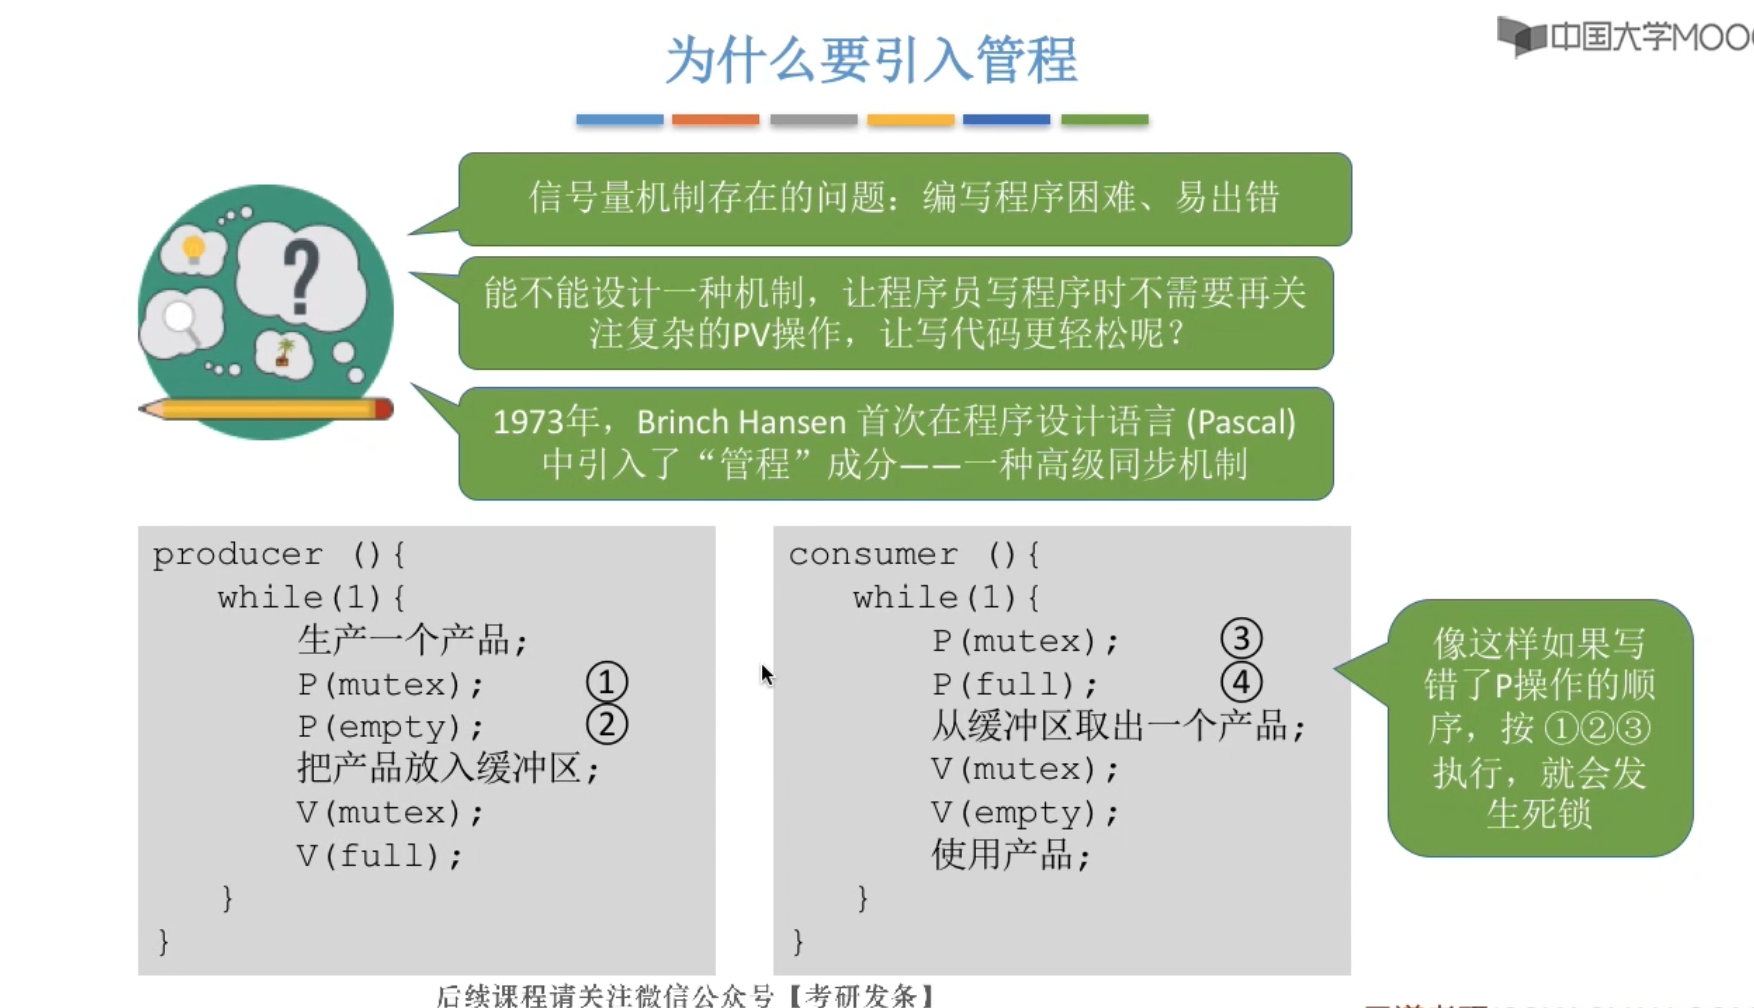 为什么要引入管程
中国大学MOO
信号量机制存在的问题：编写程序困难、易出错
能不能设计一种机制，让程序员写程序时不需要再关
注复杂的PV操作，让写代码更轻松呢？
1973年，Brinch Hansen 首次在程序设计语言 (Pascal)
中引入了“管程”成分——一种高级同步机制
producer (){
while(1){
生产一个产品;
P(mutex); ①
P(empty); ②
把产品放入缓冲区;
V(mutex);
V(full);
}
}
consumer (){
while(1){
P(mutex); ③
P(full); ④
从缓冲区取出一个产品;
V(mutex);
V(empty);
使用产品;
}
}
像这样如果写
错了P操作的顺
序，按 ①②③
执行，就会发
生死锁
后续课程请关注微信公众号【考研发条】